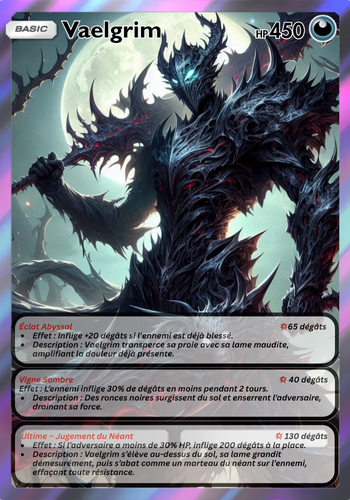 BASIC
Vaelgrim
HP 450
Éclat Abyssal 65 dégâts
• Effet : Inflige +20 dégâts si l'ennemi est déjà blessé.
• Description : Vaelgrim transperce sa proie avec sa lame maudite,
amplifiant la douleur déjà présente.
Vigne Sombre 40 dégâts
Effet : L'ennemi inflige 30% de dégâts en moins pendant 2 tours.
• Description : Des ronces noires surgissent du sol et enserrent l'adversaire,
drainant sa force.
Ultime – Jugement du Néant 130 dégâts
• Effet : Si l'adversaire a moins de 30% HP, inflige 200 dégâts à la place.
• Description : Vaelgrim s'élève au-dessus du sol, sa lame grandit
démesurément, puis s'abat comme un marteau du néant sur l'ennemi,
effaçant toute résistance.